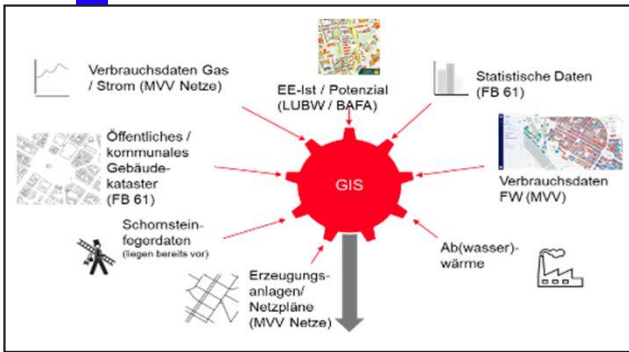 Verbrauchsdaten Gas
/ Strom (MVV Netze)
EE-Ist / Potenzial
(LUBW / BAFA)
Statistische Daten
(FB 61)
Öffentliches /
kommunales
Gebäude-
kataster
(FB 61)
GIS
Verbrauchsdaten
FW (MVV)
Schornstein-
fegerdaten
(liegen bereits vor)
Ab(wasser)-
wärme
Erzeugungs-
anlagen/
Netzpläne
(MVV Netze)